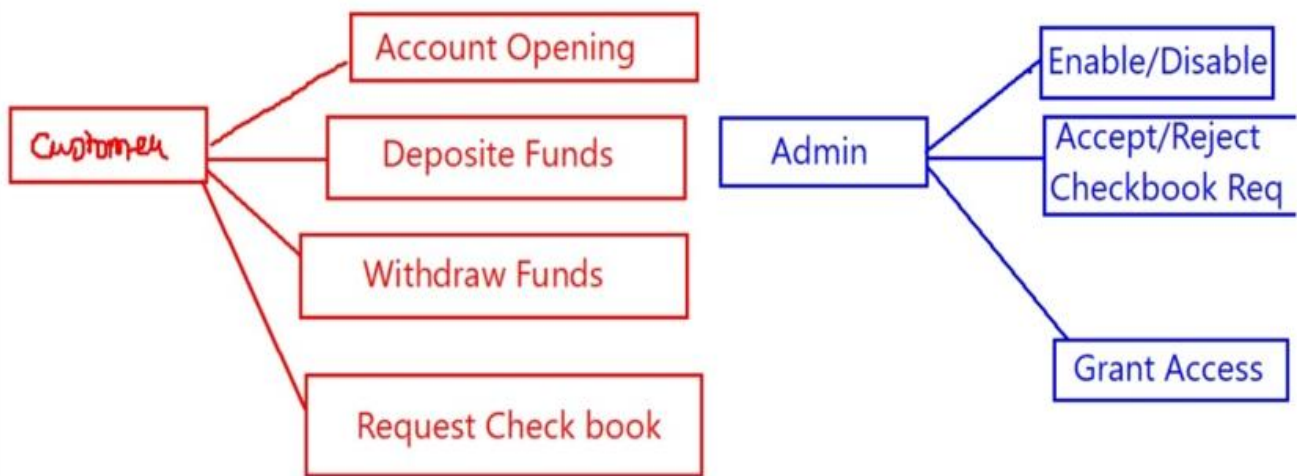 Account Opening
Customer
Deposite Funds
Withdraw Funds
Request Check book
Enable/Disable
Admin
Accept/Reject
Checkbook Req
Grant Access